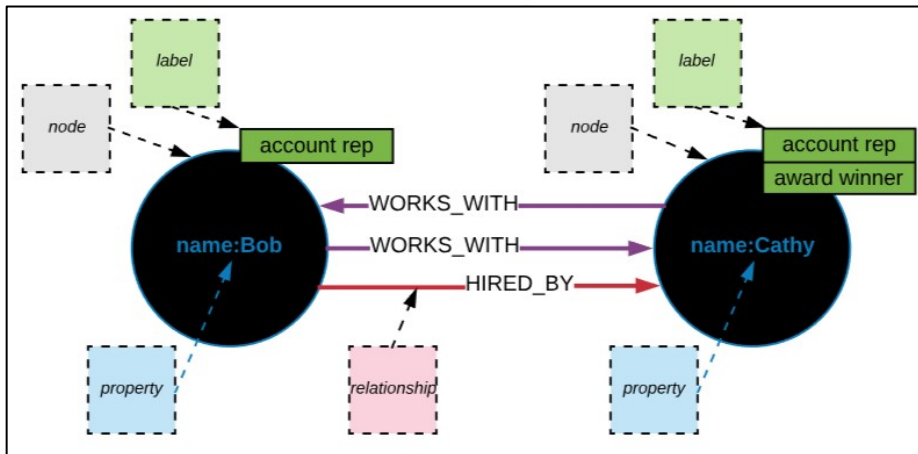 label
label
node
node
account rep
account rep
award winner
WORKS_WITH
name:Bob
WORKS_WITH
name:Cathy
HIRED_BY
property
relationship
property